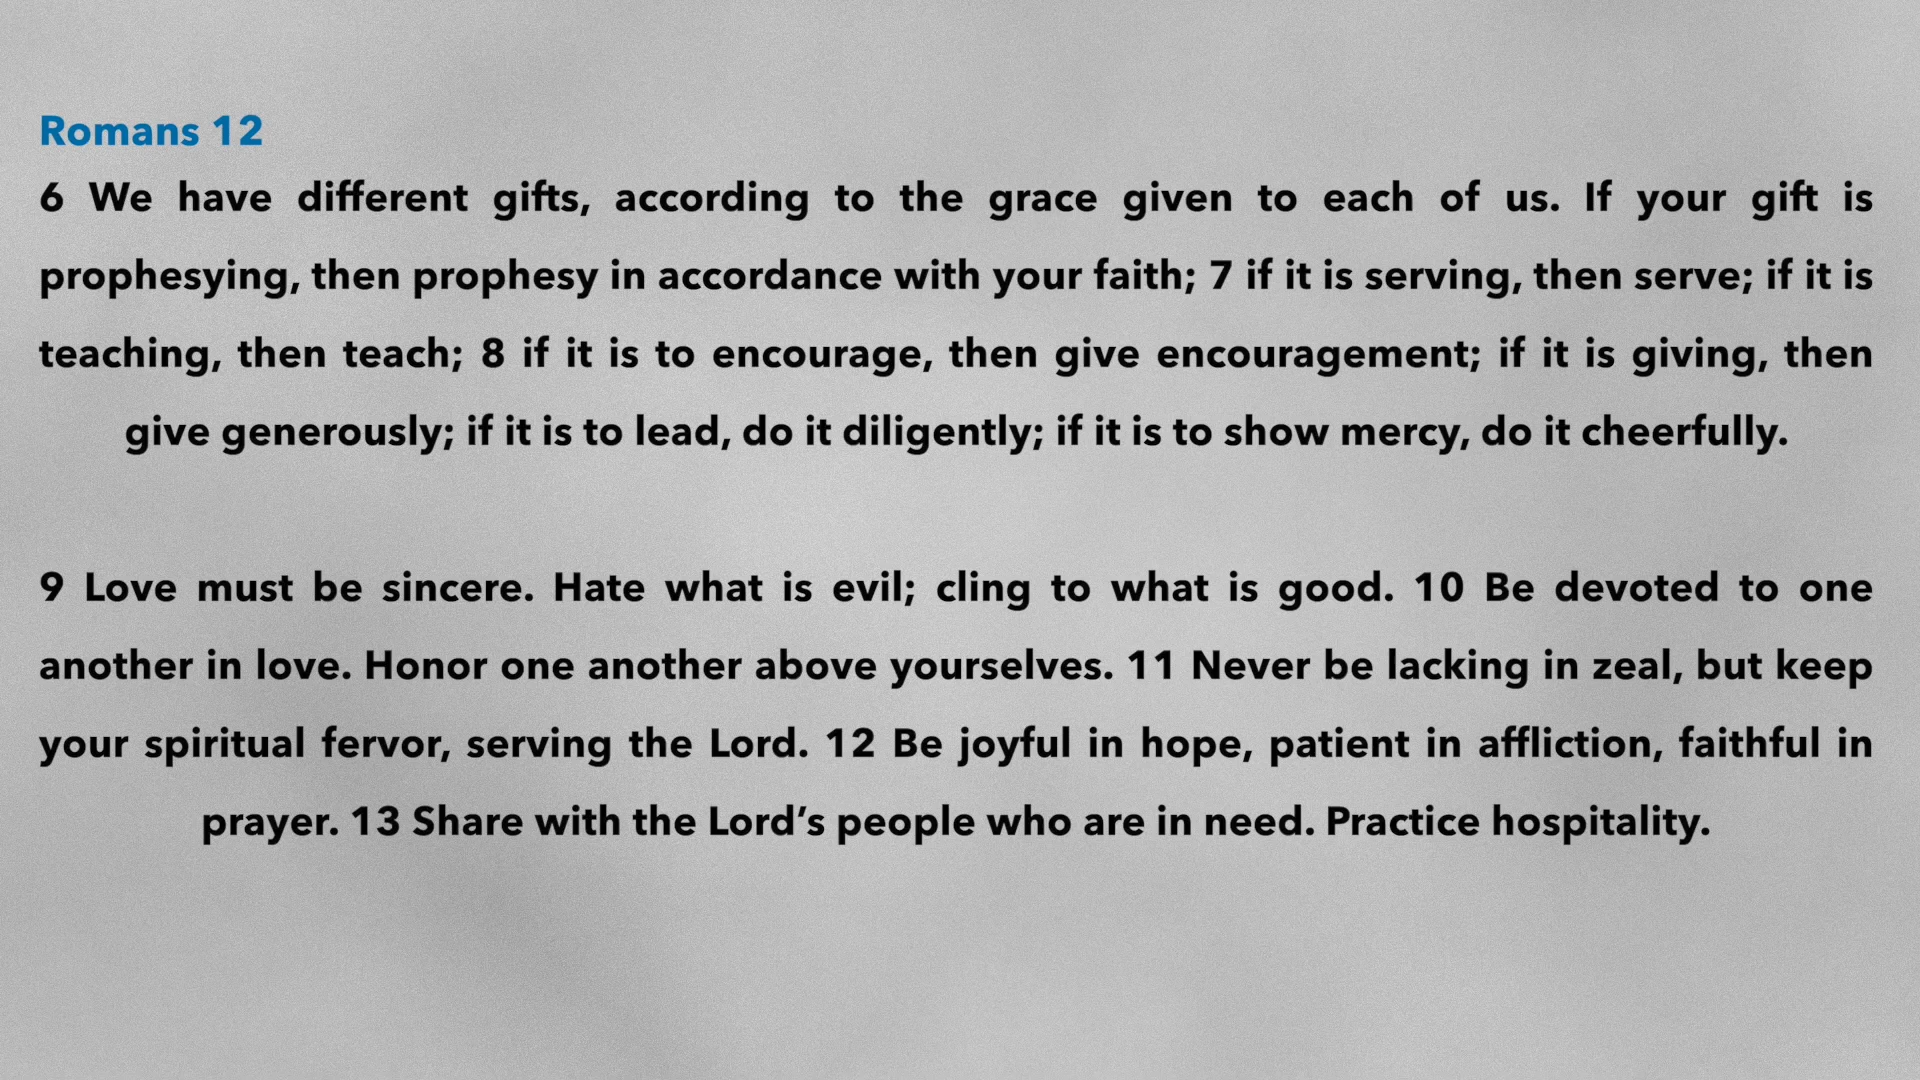 Romans 12
6 We have different gifts, according to the grace given to each of us. If your gift is
prophesying, then prophesy in accordance with your faith; 7 if it is serving, then serve; if it is
teaching, then teach; 8 if it is to encourage, then give encouragement; if it is giving, then
give generously; if it is to lead, do it diligently; if it is to show mercy, do it cheerfully.
9 Love must be sincere. Hate what is evil; cling to what is good. 10 Be devoted to one
another in love. Honor one another above yourselves. 11 Never be lacking in zeal, but keep
your spiritual fervor, serving the Lord. 12 Be joyful in hope, patient in affliction, faithful in
prayer. 13 Share with the Lord’s people who are in need. Practice hospitality.